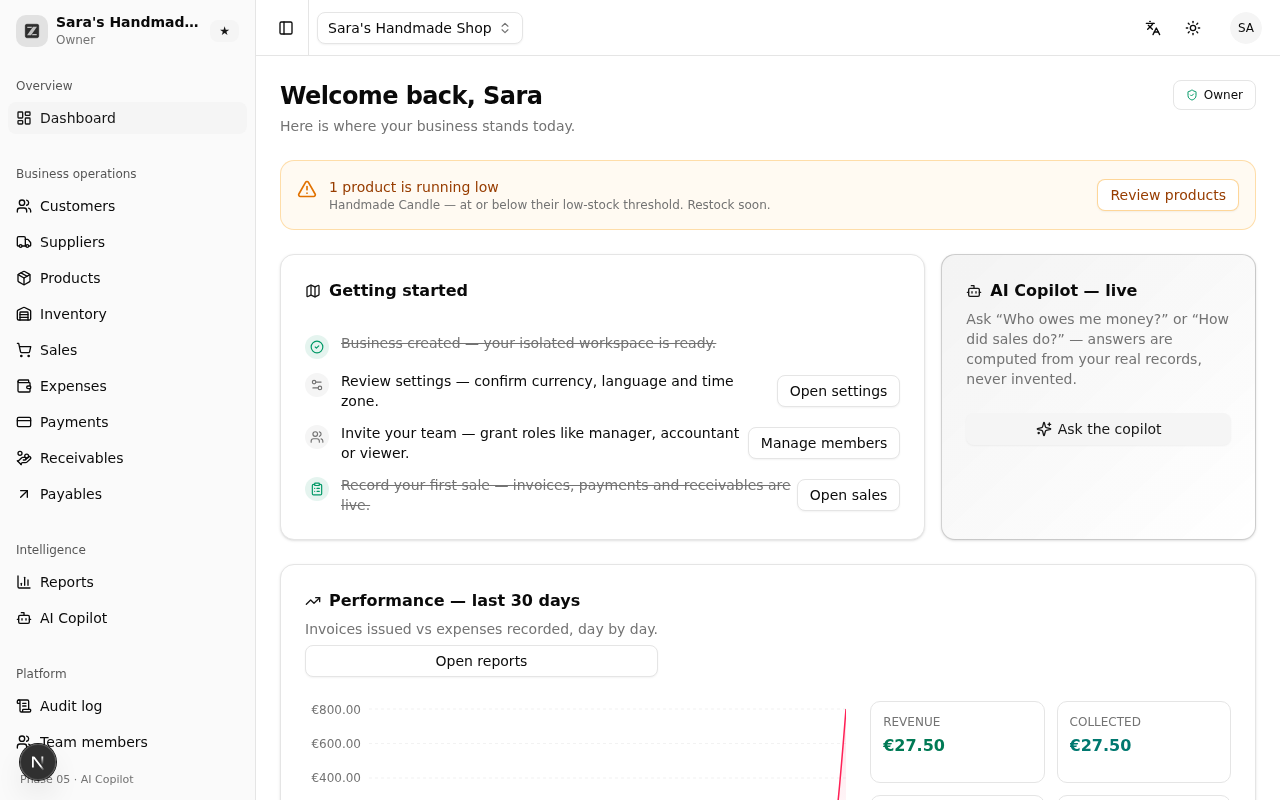 Sara's Handmad...
Owner
★
Overview
Dashboard
Business operations
Customers
Suppliers
Products
Inventory
Sales
Expenses
Payments
Receivables
Payables
Intelligence
Reports
AI Copilot
Platform
Audit log
Team members
N
Phase 05 · AI Copilot
Sara's Handmade Shop
SA
Welcome back, Sara
Here is where your business stands today.
Owner
1 product is running low
Handmade Candle — at or below their low-stock threshold. Restock soon.
Review products
Getting started
Business created — your isolated workspace is ready.
Review settings — confirm currency, language and time
zone.
Open settings
Invite your team — grant roles like manager, accountant
or viewer.
Manage members
Record your first sale — invoices, payments and receivables are
live.
Open sales
AI Copilot — live
Ask “Who owes me money?” or “How
did sales do?” — answers are
computed from your real records,
never invented.
Ask the copilot
Performance — last 30 days
Invoices issued vs expenses recorded, day by day.
Open reports
€800.00
€600.00
€400.00
REVENUE
€27.50
COLLECTED
€27.50